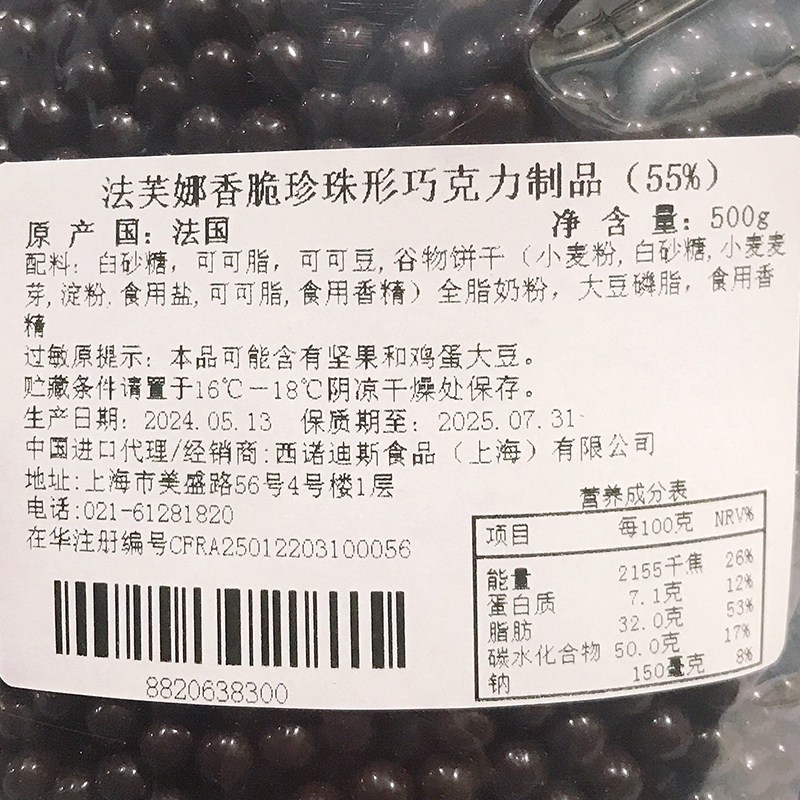 法芙娜香脆珍珠形巧克力制品（55%）
原产国：法国 净含量：500g
配料：白砂糖，可可脂，可可豆,谷物饼干（小麦粉,白砂糖,小麦麦
芽,淀粉,食用盐,可可脂,食用香精）全脂奶粉，大豆磷脂，食用香
精
过敏原提示：本品可能含有坚果和鸡蛋大豆。
贮藏条件请置于16℃－18℃阴凉干燥处保存。
生产日期：2024.05.13 保质期至：2025.07.31
中国进口代理/经销商:西诺迪斯食品（上海）有限公司
地址:上海市美盛路56号4号楼1层
电话:021-61281820
在华注册编号CFRA25012203100056
8820638300
营养成分表
项目 每100克 NRV%
能量 2155千焦 26%
蛋白质 7.1克 12%
脂肪 32.0克 53%
碳水化合物 50.0克 17%
钠 150毫克 8%